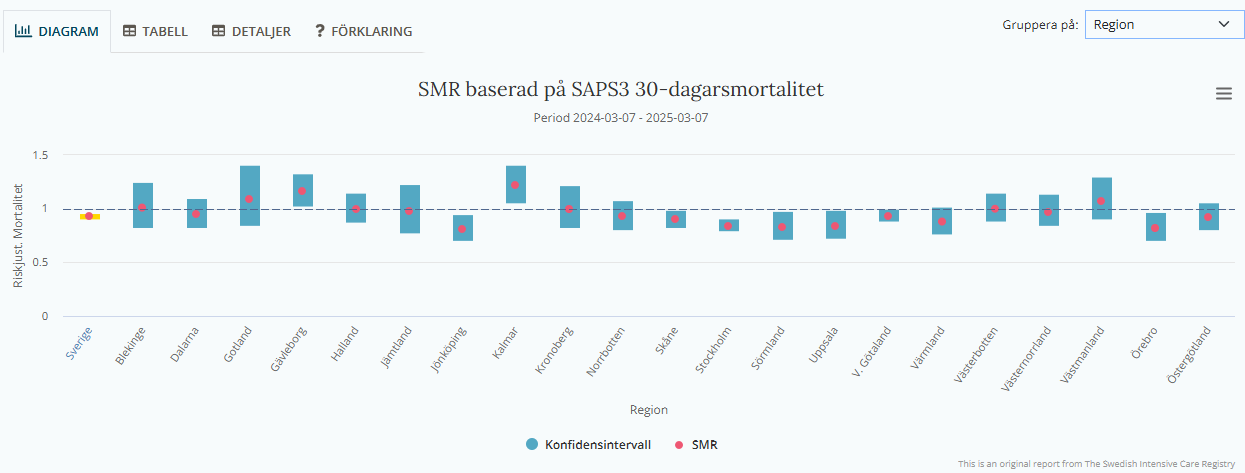 DIAGRAM TABELL DETALJER ? FÖRKLARING Gruppera på: Region
SMR baserad på SAPS3 30-dagarsmortalitet
Period 2024-03-07 - 2025-03-07
Riskjust. Mortalitet
1.5
1
0.5
0
Sverige Blekinge Dalarna Gotland Gävleborg Halland Jämtland Jönköping Kalmar Kronoberg Norrbotten Skåne Stockholm Sörmland Uppsala V. Götaland Värmland Västerbotten Västernorrland Västmanland Örebro Östergötland
Region
Konfidensintervall SMR
This is an original report from The Swedish Intensive Care Registry